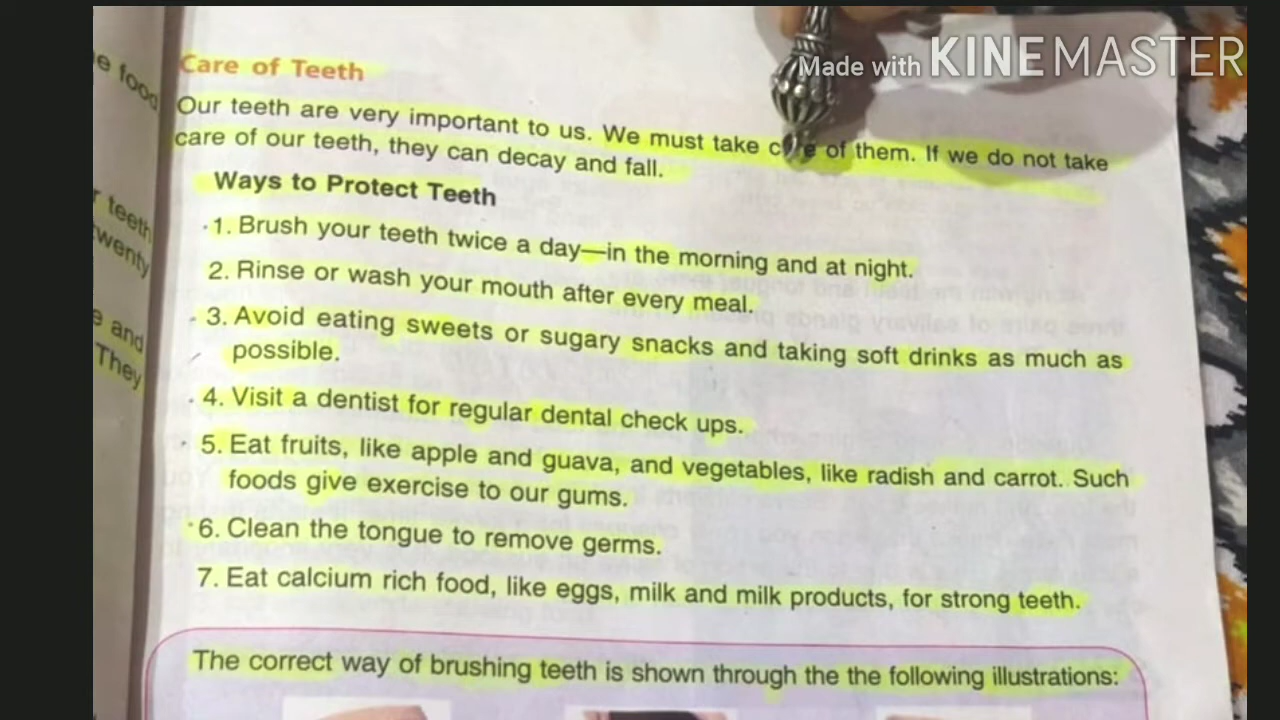 Made with KINEMASTER
e food
r teeth
twenty
e and
They
Care of Teeth
Our teeth are very important to us. We must take care of them. If we do not take
care of our teeth, they can decay and fall.
Ways to Protect Teeth
1. Brush your teeth twice a day—in the morning and at night.
2. Rinse or wash your mouth after every meal.
3. Avoid eating sweets or sugary snacks and taking soft drinks as much as
possible.
4. Visit a dentist for regular dental check ups.
5. Eat fruits, like apple and guava, and vegetables, like radish and carrot. Such
foods give exercise to our gums.
6. Clean the tongue to remove germs.
7. Eat calcium rich food, like eggs, milk and milk products, for strong teeth.
The correct way of brushing teeth is shown through the the following illustrations: